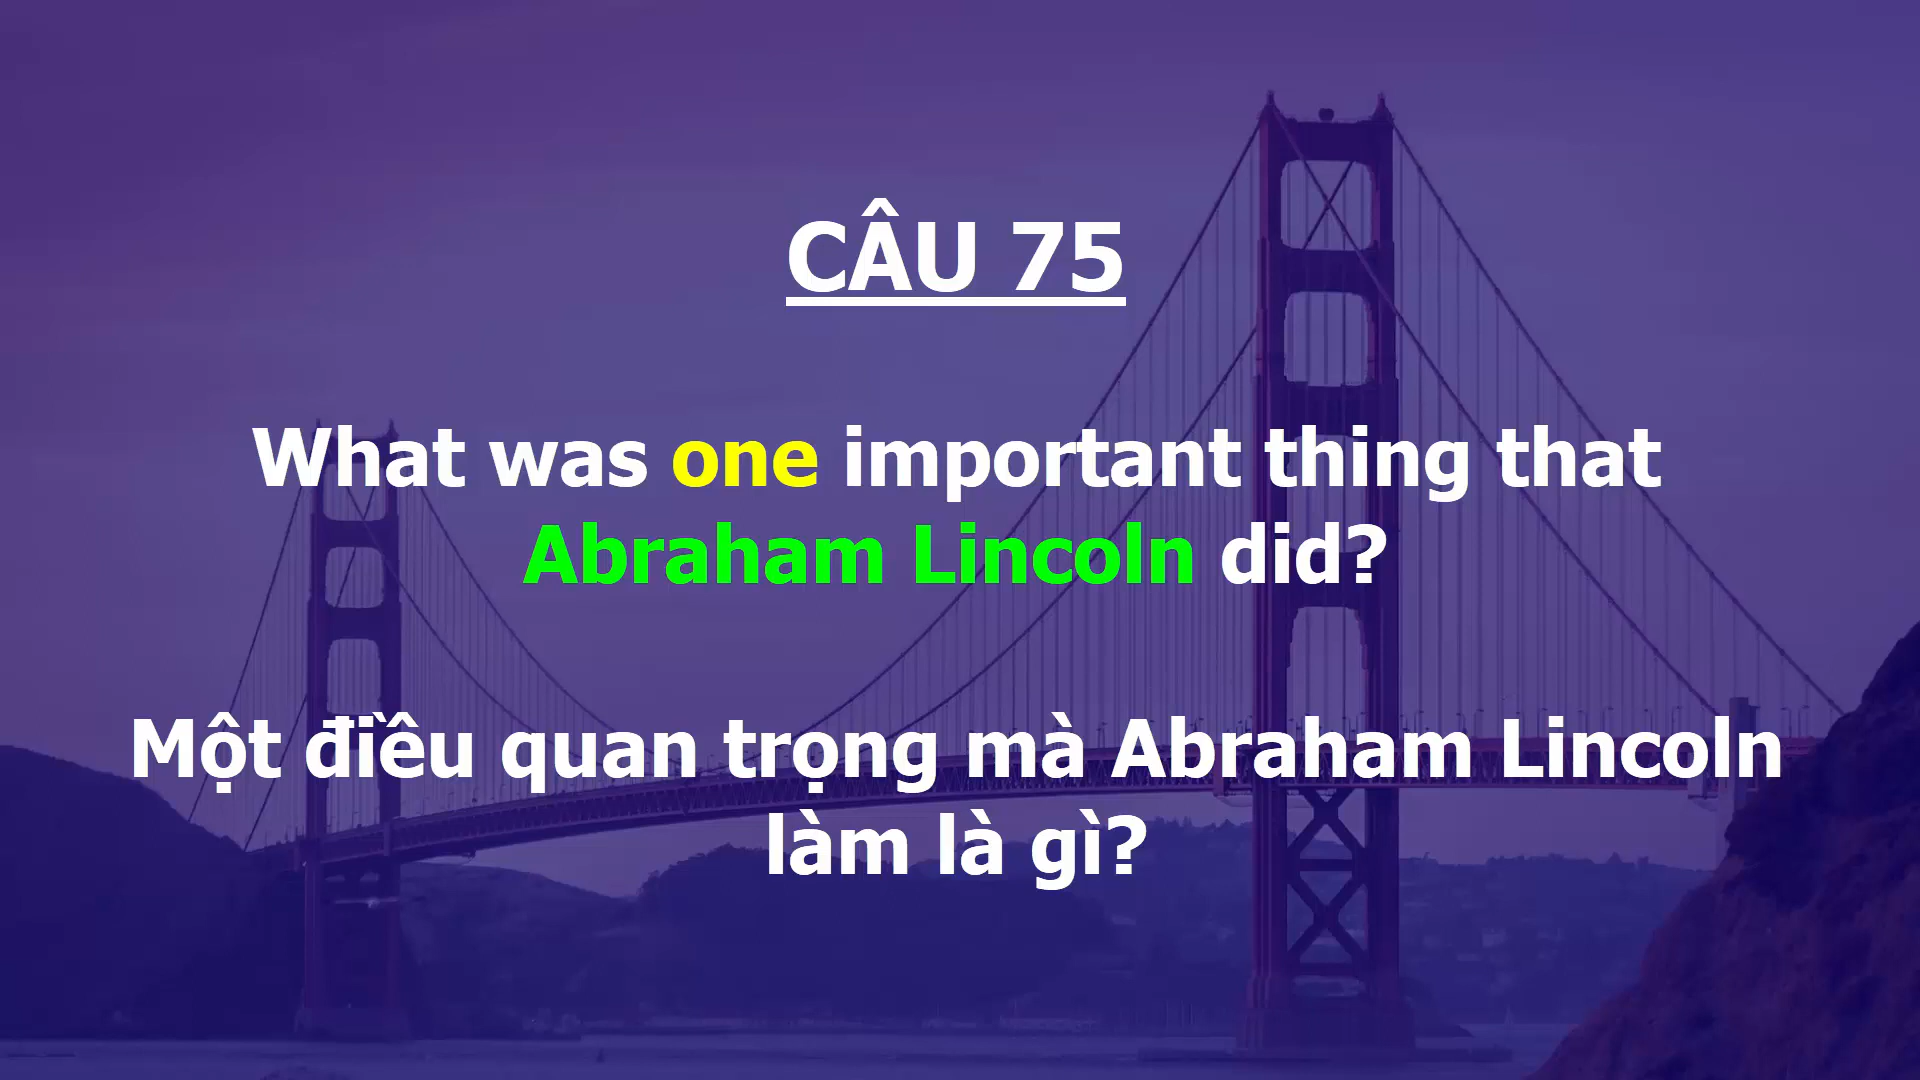 CÂU 75
What was one important thing that
Abraham Lincoln did?
Một điều quan trọng mà Abraham Lincoln
làm là gì?